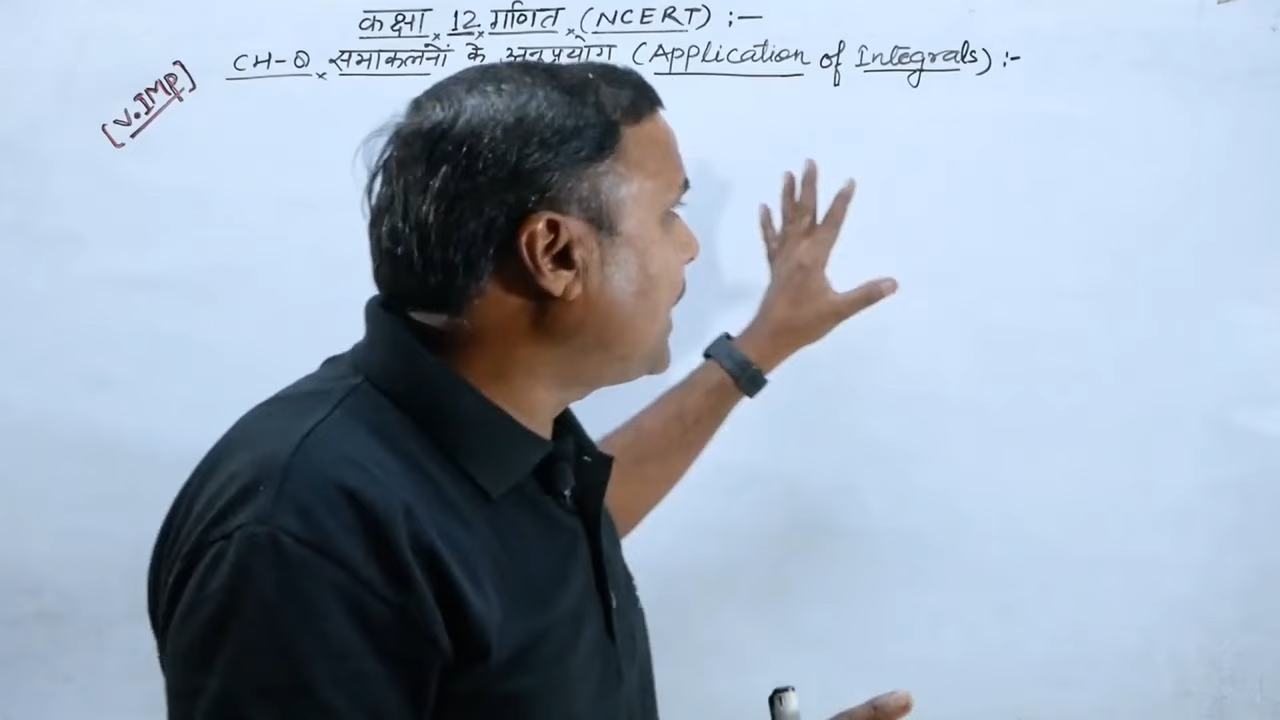 कक्षा 12 गणित (NCERT) :-
CH-8 समाकलनों के अनुप्रयोग (Application of Integrals) :-
[V.IMP]